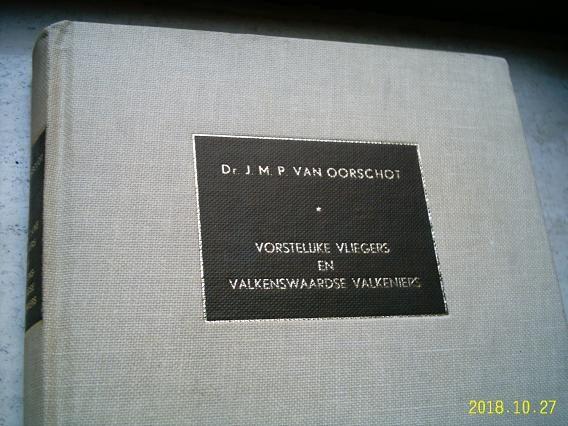 Dr. J. M. P. VAN OORSCHOT
*
VORSTELIJKE VLIEGERS
EN
VALKENSWAARDSE VALKENIERS
2018.10.27